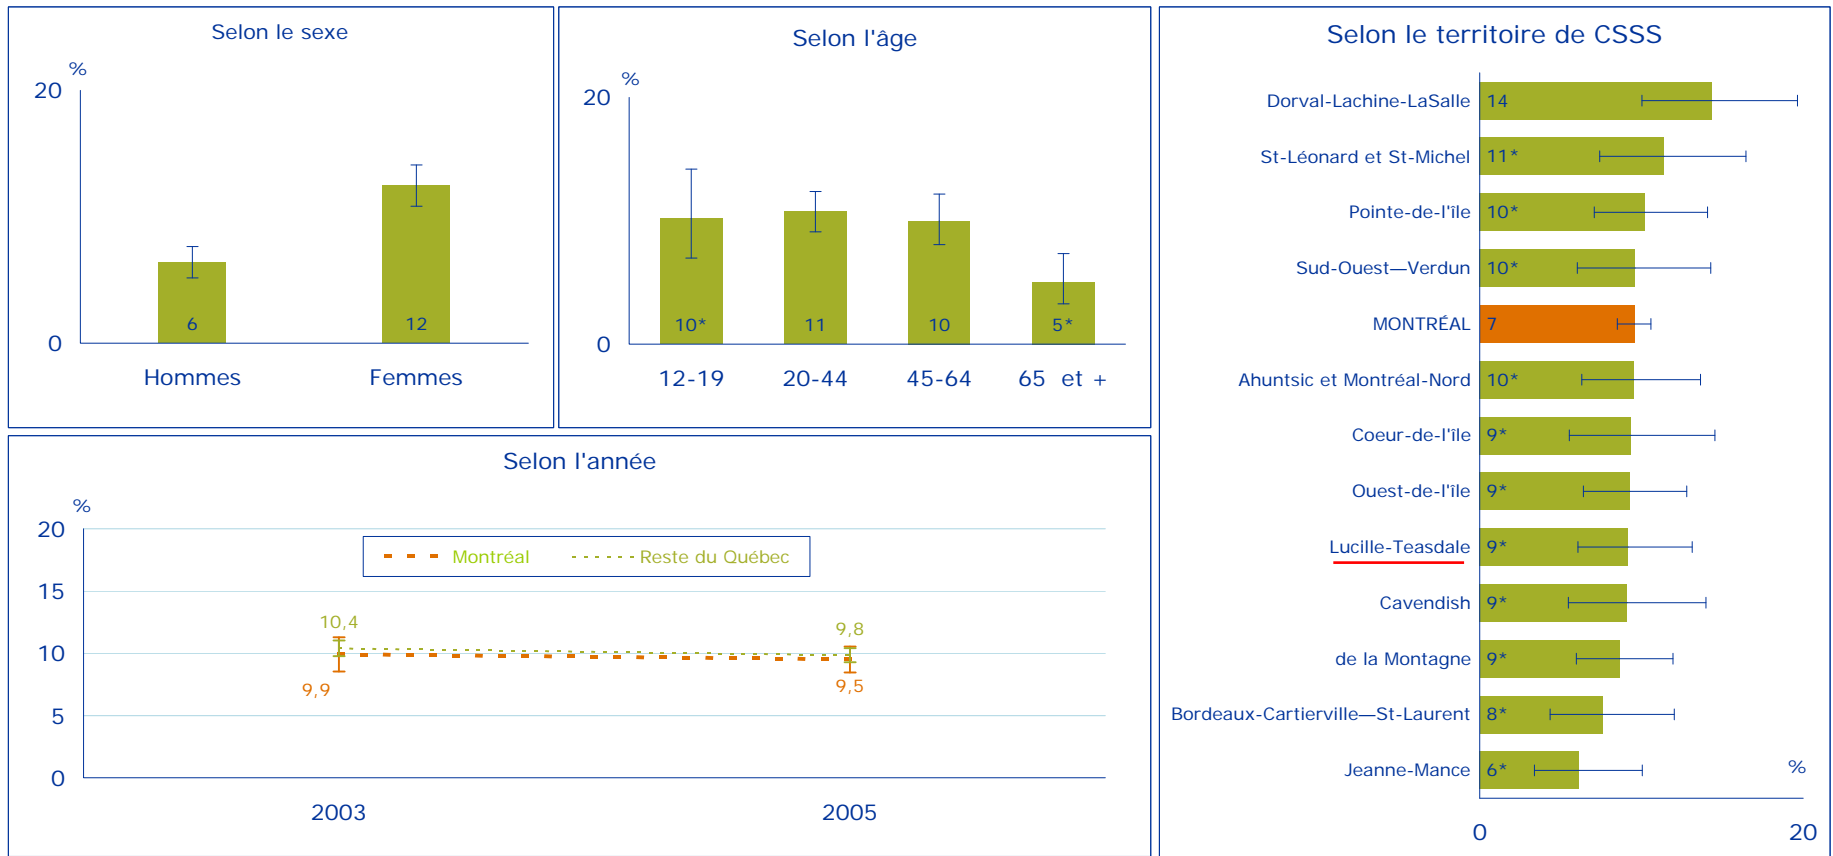 Selon le sexe
%
20
0
6
12
Hommes
Femmes
Selon l'âge
%
20
0
10*
11
10
5*
12-19
20-44
45-64
65 et +
Selon l'année
%
20
15
10
5
0
Montréal
Reste du Québec
10,4
9,9
9,8
9,5
2003
2005
Selon le territoire de CSSS
Dorval-Lachine-LaSalle 14
St-Léonard et St-Michel 11*
Pointe-de-l'île 10*
Sud-Ouest—Verdun 10*
MONTRÉAL 7
Ahuntsic et Montréal-Nord 10*
Coeur-de-l'île 9*
Ouest-de-l'île 9*
Lucille-Teasdale 9*
Cavendish 9*
de la Montagne 9*
Bordeaux-Cartierville—St-Laurent 8*
Jeanne-Mance 6*
%
0
20